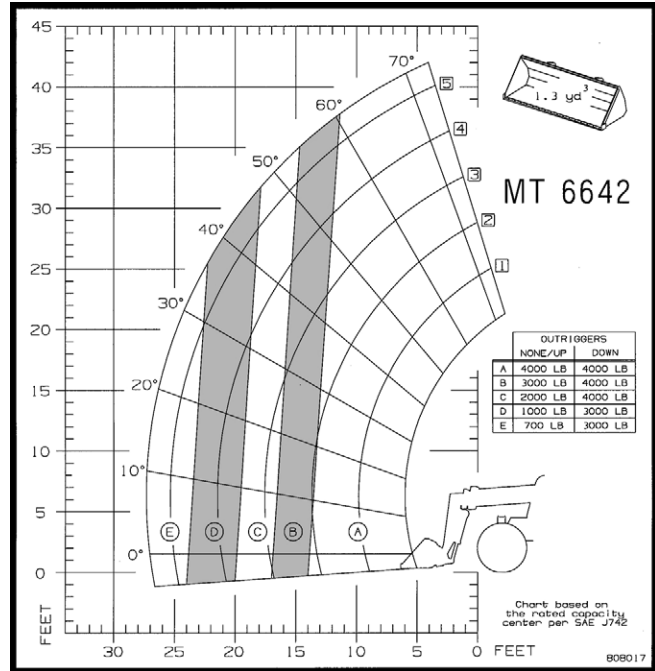 45
40
35
30
25
20
15
10
5
0
FEET
70°
60°
50°
40°
30°
20°
10°
0°
5
4
3
2
1
1.3 yd³
MT 6642
OUTRIGGERS
NONE/UP DOWN
A 4000 LB 4000 LB
B 3000 LB 4000 LB
C 2000 LB 4000 LB
D 1000 LB 3000 LB
E 700 LB 3000 LB
E D C B A
30 25 20 15 10 5 0 FEET
Chart based on
the rated capacity
center per SAE J742
808017